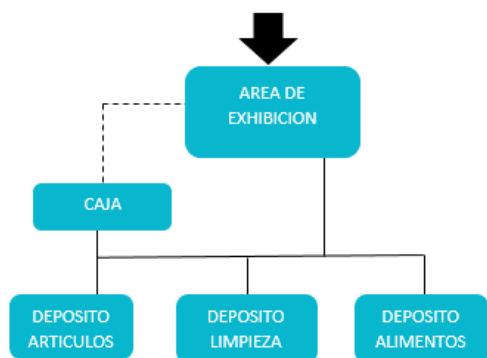 AREA DE
EXHIBICION
CAJA
DEPOSITO
ARTICULOS
DEPOSITO
LIMPIEZA
DEPOSITO
ALIMENTOS